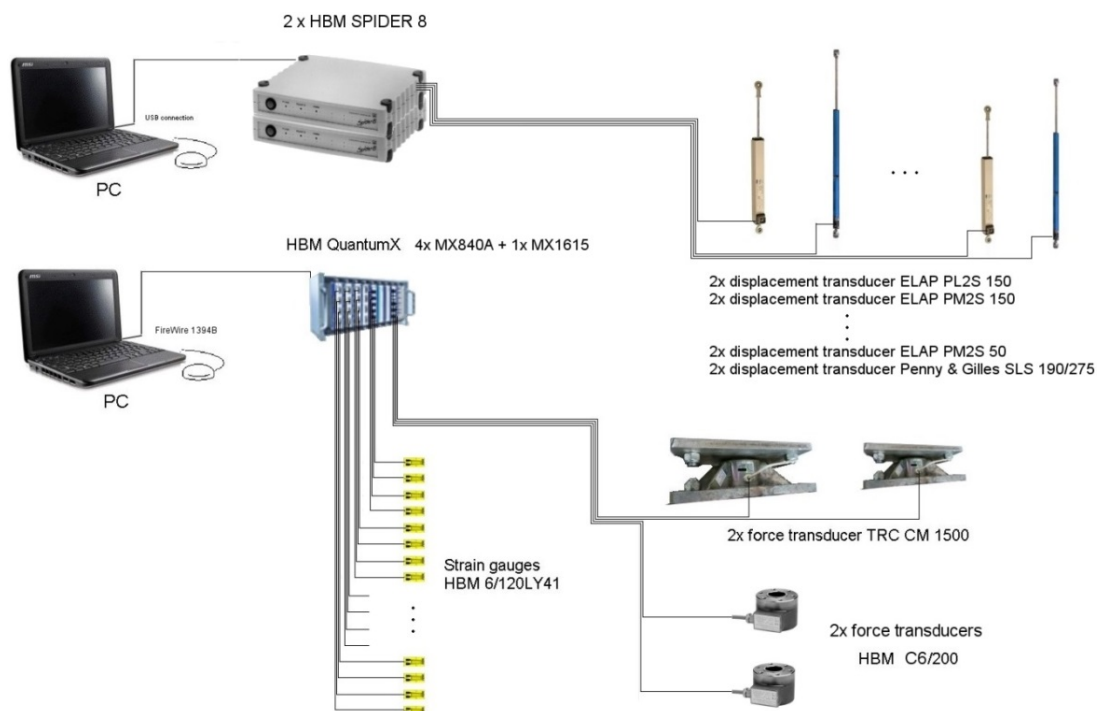 2 x HBM SPIDER 8
USB connection
PC
HBM QuantumX 4x MX840A + 1x MX1615
FireWire 1394B
PC
2x displacement transducer ELAP PL2S 150
2x displacement transducer ELAP PM2S 150
2x displacement transducer ELAP PM2S 50
2x displacement transducer Penny & Gilles SLS 190/275
2x force transducer TRC CM 1500
Strain gauges
HBM 6/120LY41
2x force transducers
HBM C6/200